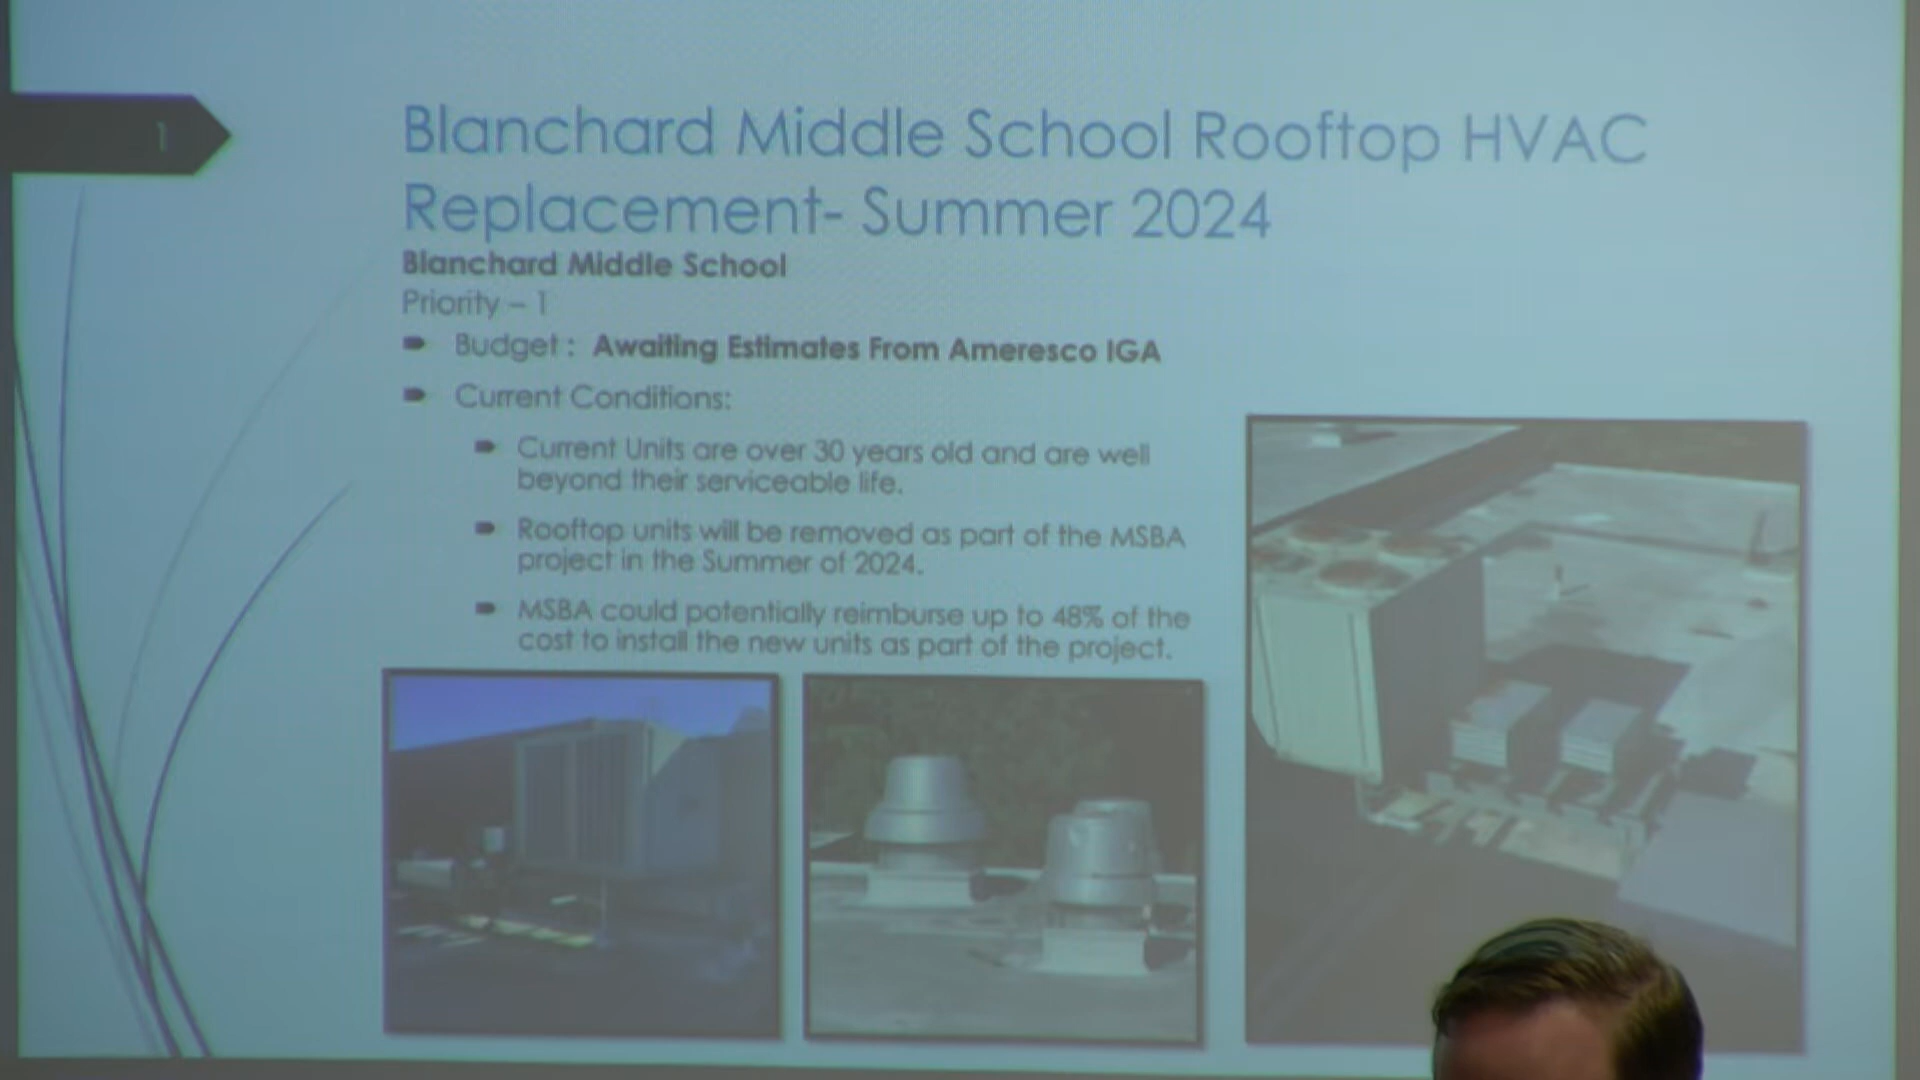 1
Blanchard Middle School Rooftop HVAC
Replacement- Summer 2024
Blanchard Middle School
Priority – 1
Budget : Awaiting Estimates From Ameresco IGA
Current Conditions:
Current Units are over 30 years old and are well
beyond their serviceable life.
Rooftop units will be removed as part of the MSBA
project in the Summer of 2024.
MSBA could potentially reimburse up to 48% of the
cost to install the new units as part of the project.